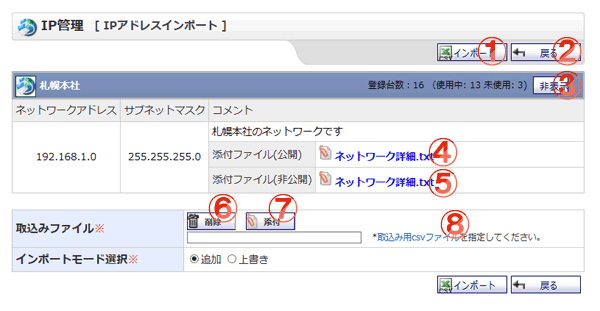 IP管理 [ IPアドレスインポート ]
インポート ① 戻る ②
札幌本社 登録台数：16 (使用中: 13 未使用: 3) 非表示 ③
ネットワークアドレス サブネットマスク コメント
札幌本社のネットワークです
192.168.1.0 255.255.255.0 添付ファイル(公開) ネットワーク詳細.txt ④
添付ファイル(非公開) ネットワーク詳細.txt ⑤
⑥ ⑦ ⑧
取込みファイル※ 削除 添付
*取込み用csvファイルを指定してください。
インポートモード選択※ 追加 上書き
CSV インポート 戻る